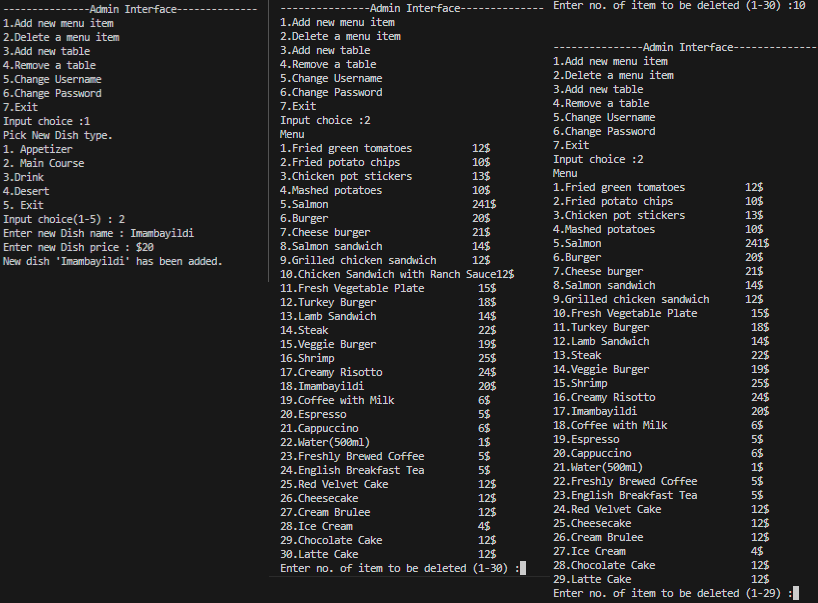 ---------------Admin Interface--------------
1.Add new menu item
2.Delete a menu item
3.Add new table
4.Remove a table
5.Change Username
6.Change Password
7.Exit
Input choice :1
Pick New Dish type.
1. Appetizer
2. Main Course
3.Drink
4.Desert
5. Exit
Input choice(1-5) : 2
Enter new Dish name : Imambayildi
Enter new Dish price : $20
New dish 'Imambayildi' has been added.
---------------Admin Interface--------------
1.Add new menu item
2.Delete a menu item
3.Add new table
4.Remove a table
5.Change Username
6.Change Password
7.Exit
Input choice :2
Menu
1.Fried green tomatoes 12$
2.Fried potato chips 10$
3.Chicken pot stickers 13$
4.Mashed potatoes 10$
5.Salmon 241$
6.Burger 20$
7.Cheese burger 21$
8.Salmon sandwich 14$
9.Grilled chicken sandwich 12$
10.Chicken Sandwich with Ranch Sauce12$
11.Fresh Vegetable Plate 15$
12.Turkey Burger 18$
13.Lamb Sandwich 14$
14.Steak 22$
15.Veggie Burger 19$
16.Shrimp 25$
17.Creamy Risotto 24$
18.Imambayildi 20$
19.Coffee with Milk 6$
20.Espresso 5$
21.Cappuccino 6$
22.Water(500ml) 1$
23.Freshly Brewed Coffee 5$
24.English Breakfast Tea 5$
25.Red Velvet Cake 12$
26.Cheesecake 12$
27.Cream Brulee 12$
28.Ice Cream 4$
29.Chocolate Cake 12$
30.Latte Cake 12$
Enter no. of item to be deleted (1-30) :
Enter no. of item to be deleted (1-30) :10
---------------Admin Interface--------------
1.Add new menu item
2.Delete a menu item
3.Add new table
4.Remove a table
5.Change Username
6.Change Password
7.Exit
Input choice :2
Menu
1.Fried green tomatoes 12$
2.Fried potato chips 10$
3.Chicken pot stickers 13$
4.Mashed potatoes 10$
5.Salmon 241$
6.Burger 20$
7.Cheese burger 21$
8.Salmon sandwich 14$
9.Grilled chicken sandwich 12$
10.Fresh Vegetable Plate 15$
11.Turkey Burger 18$
12.Lamb Sandwich 14$
13.Steak 22$
14.Veggie Burger 19$
15.Shrimp 25$
16.Creamy Risotto 24$
17.Imambayildi 20$
18.Coffee with Milk 6$
19.Espresso 5$
20.Cappuccino 6$
21.Water(500ml) 1$
22.Freshly Brewed Coffee 5$
23.English Breakfast Tea 5$
24.Red Velvet Cake 12$
25.Cheesecake 12$
26.Cream Brulee 12$
27.Ice Cream 4$
28.Chocolate Cake 12$
29.Latte Cake 12$
Enter no. of item to be deleted (1-29) :